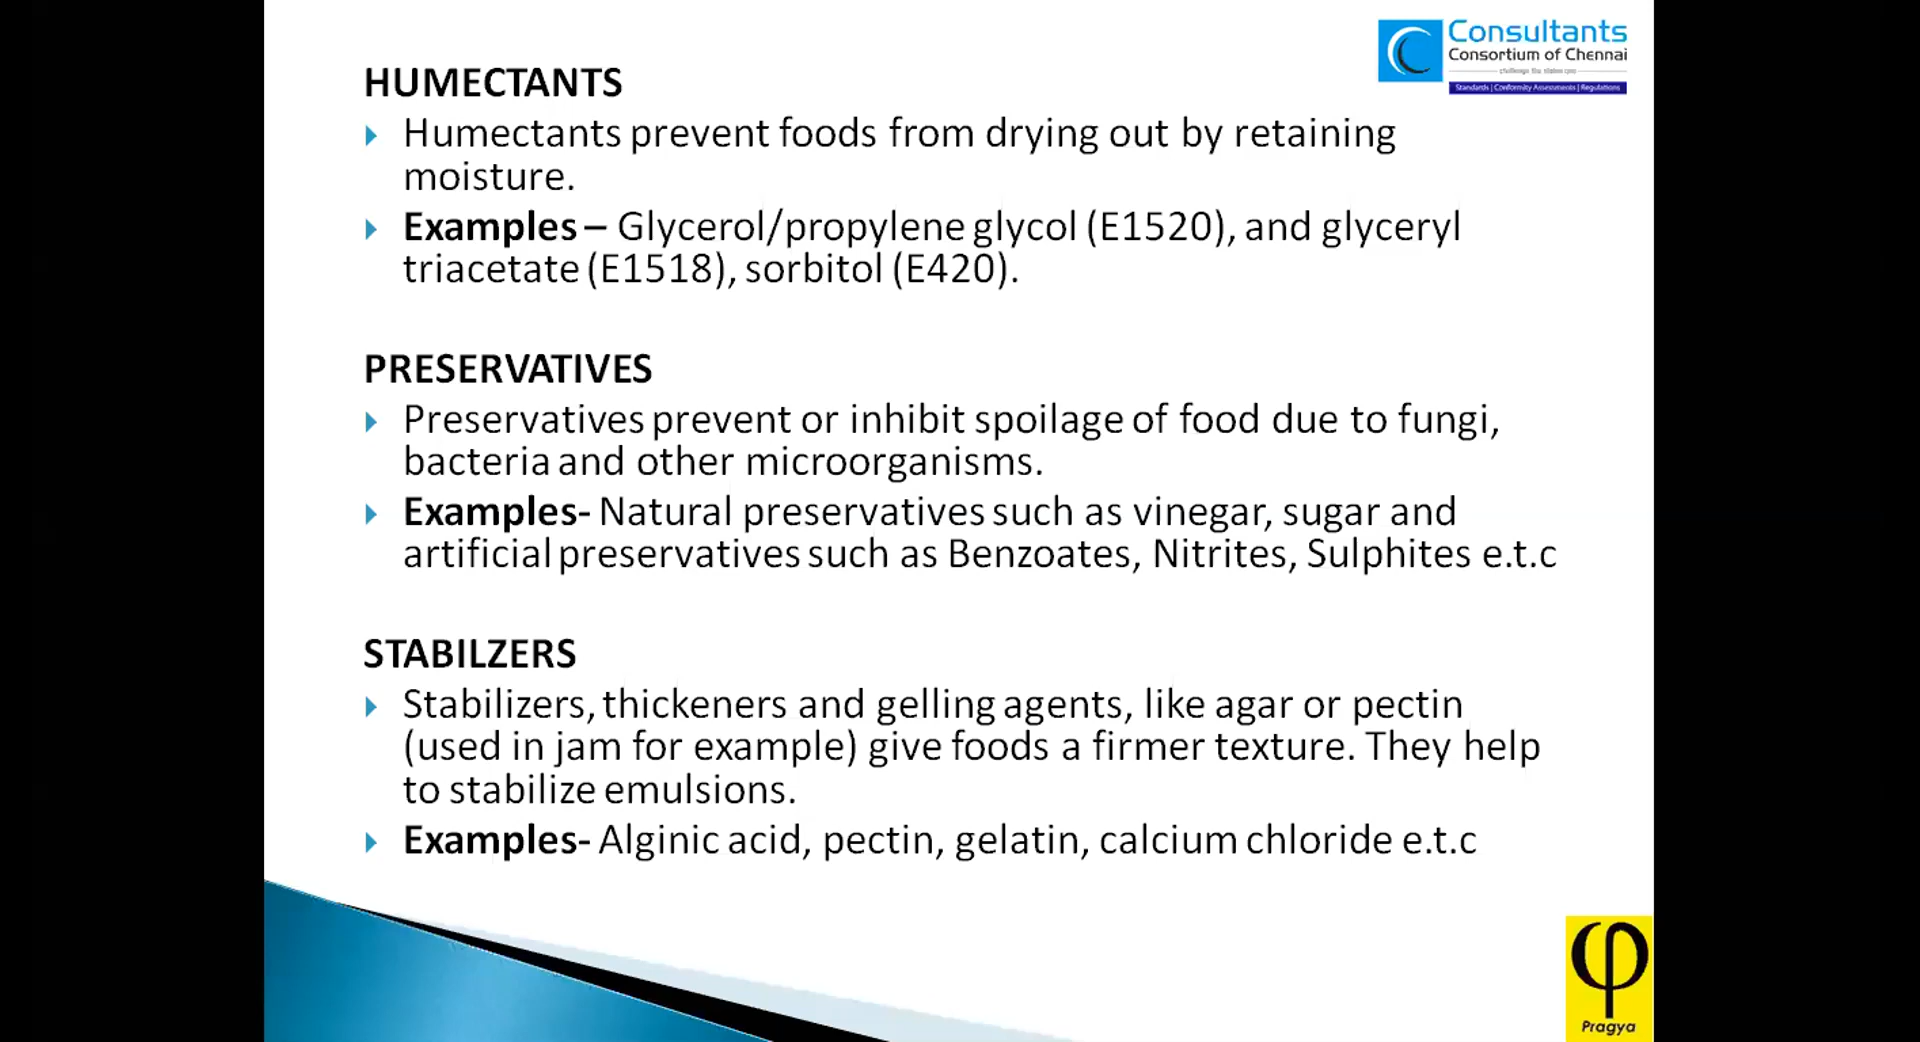 Consultants
Consortium of Chennai
Standards | Conformity Assessments | Regulations
HUMECTANTS
Humectants prevent foods from drying out by retaining
moisture.
Examples – Glycerol/propylene glycol (E1520), and glyceryl
triacetate (E1518), sorbitol (E420).
PRESERVATIVES
Preservatives prevent or inhibit spoilage of food due to fungi,
bacteria and other microorganisms.
Examples- Natural preservatives such as vinegar, sugar and
artificial preservatives such as Benzoates, Nitrites, Sulphites e.t.c
STABILZERS
Stabilizers, thickeners and gelling agents, like agar or pectin
(used in jam for example) give foods a firmer texture. They help
to stabilize emulsions.
Examples- Alginic acid, pectin, gelatin, calcium chloride e.t.c
φ
Pragya